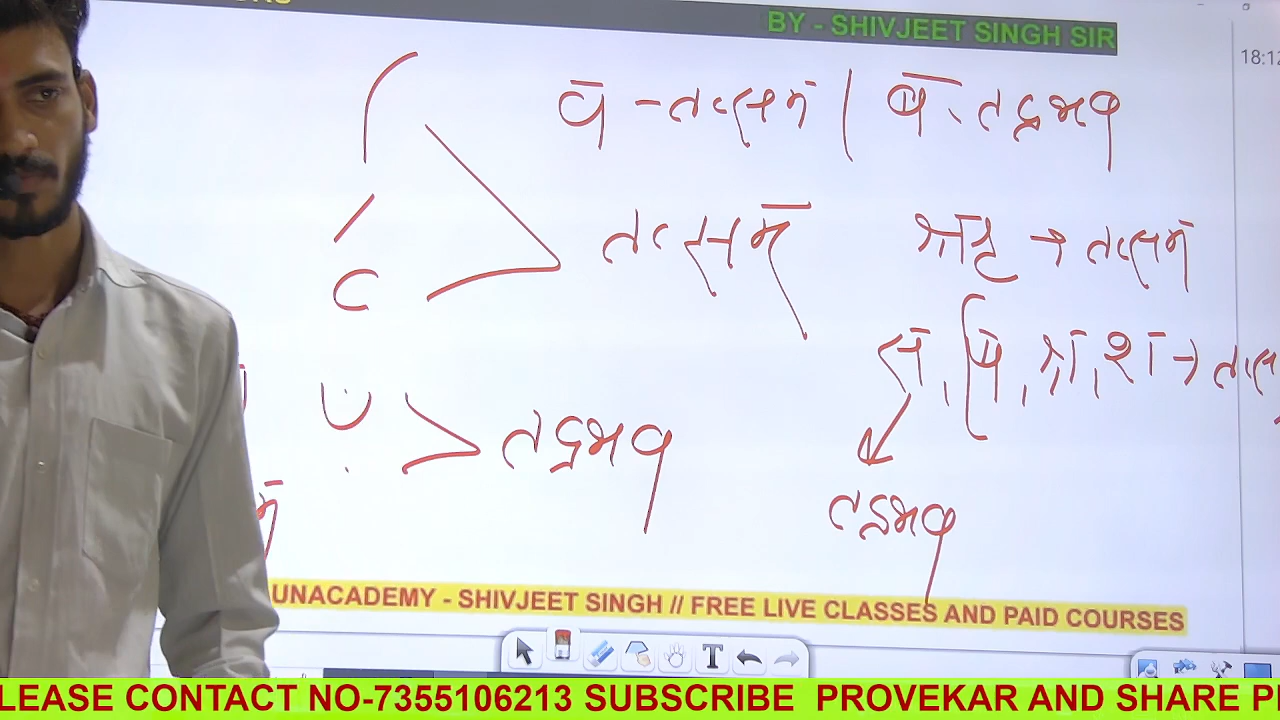 BY - SHIVJEET SINGH SIR
18:12
व - तत्सम | ब - तद्भव
तत्सम
ऋ → तत्सम
स, ष, श्र, श → तत्स
तद्भव
तद्भव
UNACADEMY - SHIVJEET SINGH // FREE LIVE CLASSES AND PAID COURSES
T
LEASE CONTACT NO-7355106213 SUBSCRIBE PROVEKAR AND SHARE P